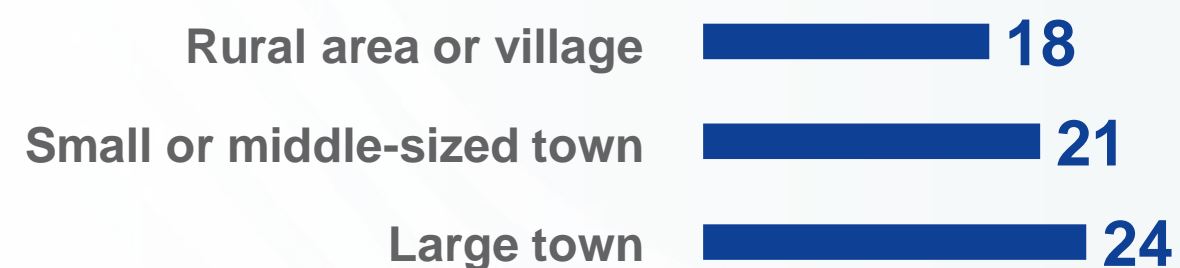 Rural area or village 18
Small or middle-sized town 21
Large town 24